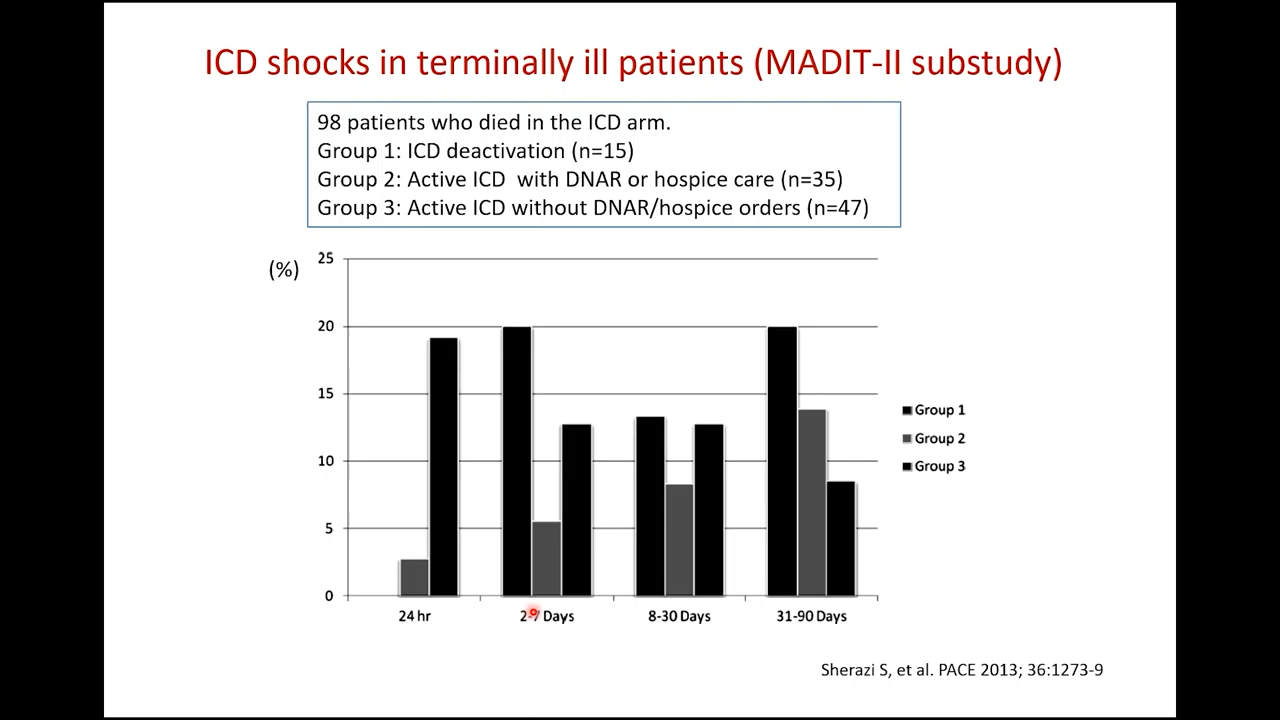 ICD shocks in terminally ill patients (MADIT-II substudy)
98 patients who died in the ICD arm.
Group 1: ICD deactivation (n=15)
Group 2: Active ICD with DNAR or hospice care (n=35)
Group 3: Active ICD without DNAR/hospice orders (n=47)
(%)
25
20
15
10
5
0
24 hr
2-7 Days
8-30 Days
31-90 Days
Group 1
Group 2
Group 3
Sherazi S, et al. PACE 2013; 36:1273-9